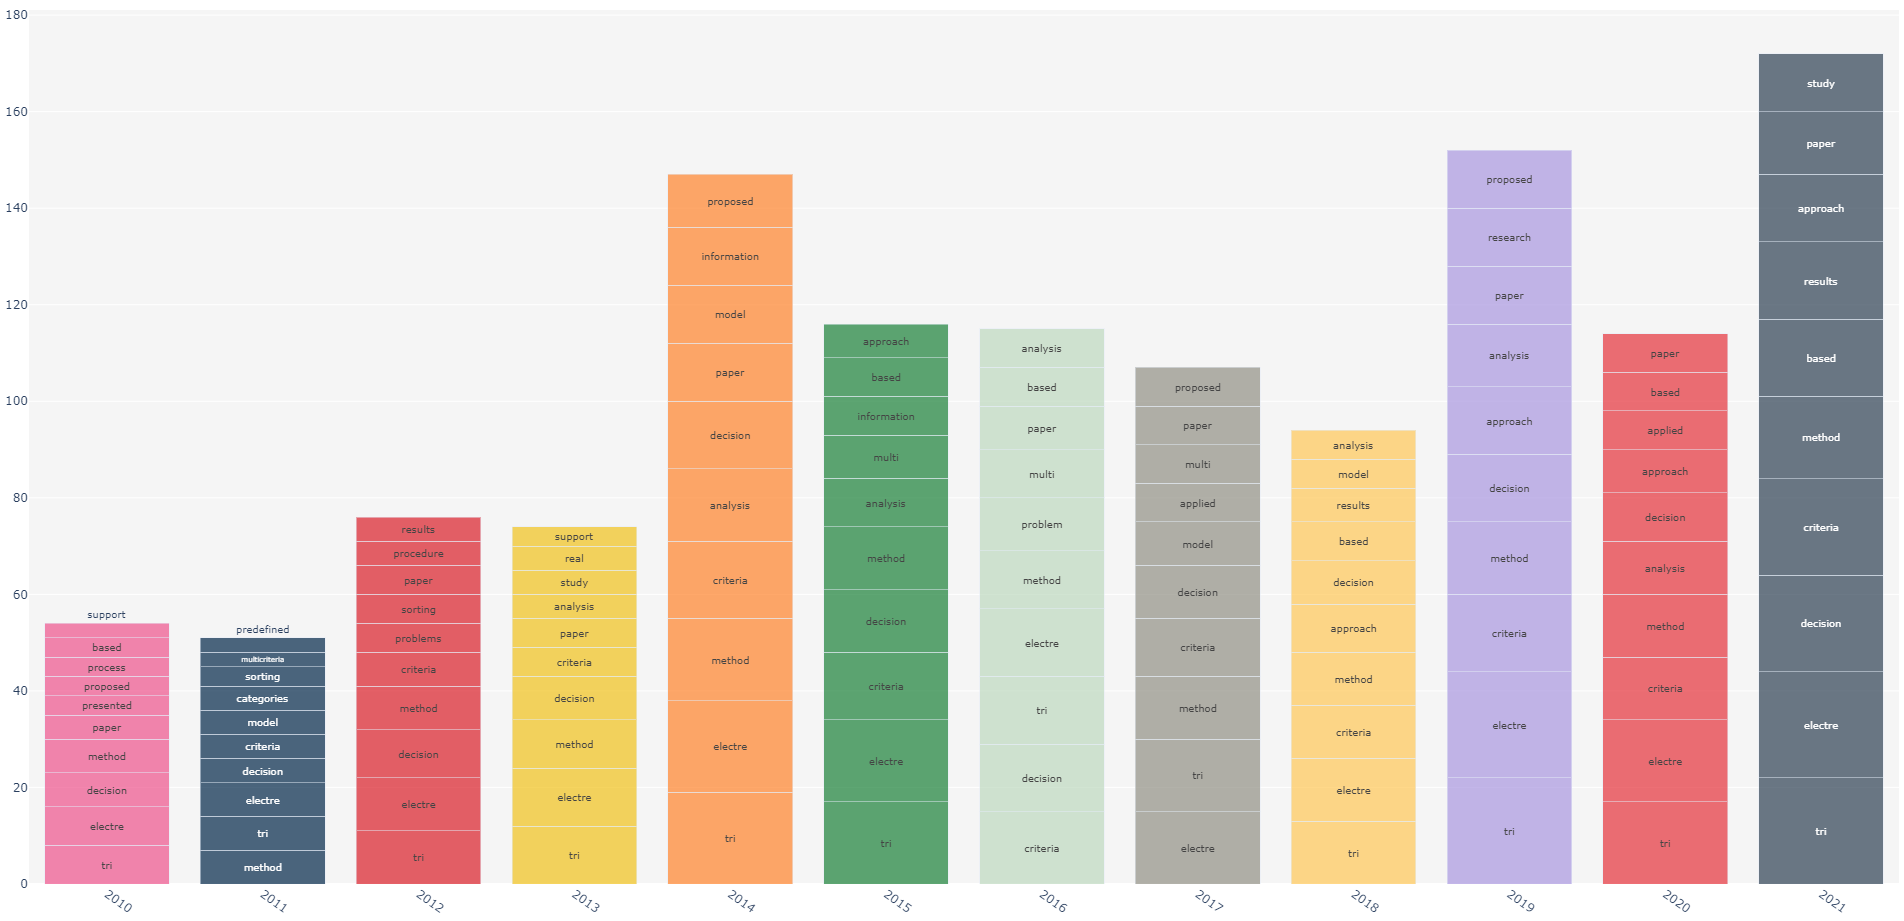 180
160
140
120
100
80
60
40
20
0
support
based
process
proposed
presented
paper
method
decision
electre
tri
predefined
multicriteria
sorting
categories
model
criteria
decision
electre
tri
method
results
procedure
paper
sorting
problems
criteria
method
decision
electre
tri
support
real
study
analysis
paper
criteria
decision
method
electre
tri
proposed
information
model
paper
decision
analysis
criteria
method
electre
tri
approach
based
information
multi
analysis
method
decision
criteria
electre
tri
analysis
based
paper
multi
problem
method
electre
tri
decision
criteria
proposed
paper
multi
applied
model
decision
criteria
method
tri
electre
analysis
model
results
based
decision
approach
method
criteria
electre
tri
proposed
research
paper
analysis
approach
decision
method
criteria
electre
tri
paper
based
applied
approach
decision
analysis
method
criteria
electre
tri
study
paper
approach
results
based
method
criteria
decision
electre
tri
2010
2011
2012
2013
2014
2015
2016
2017
2018
2019
2020
2021